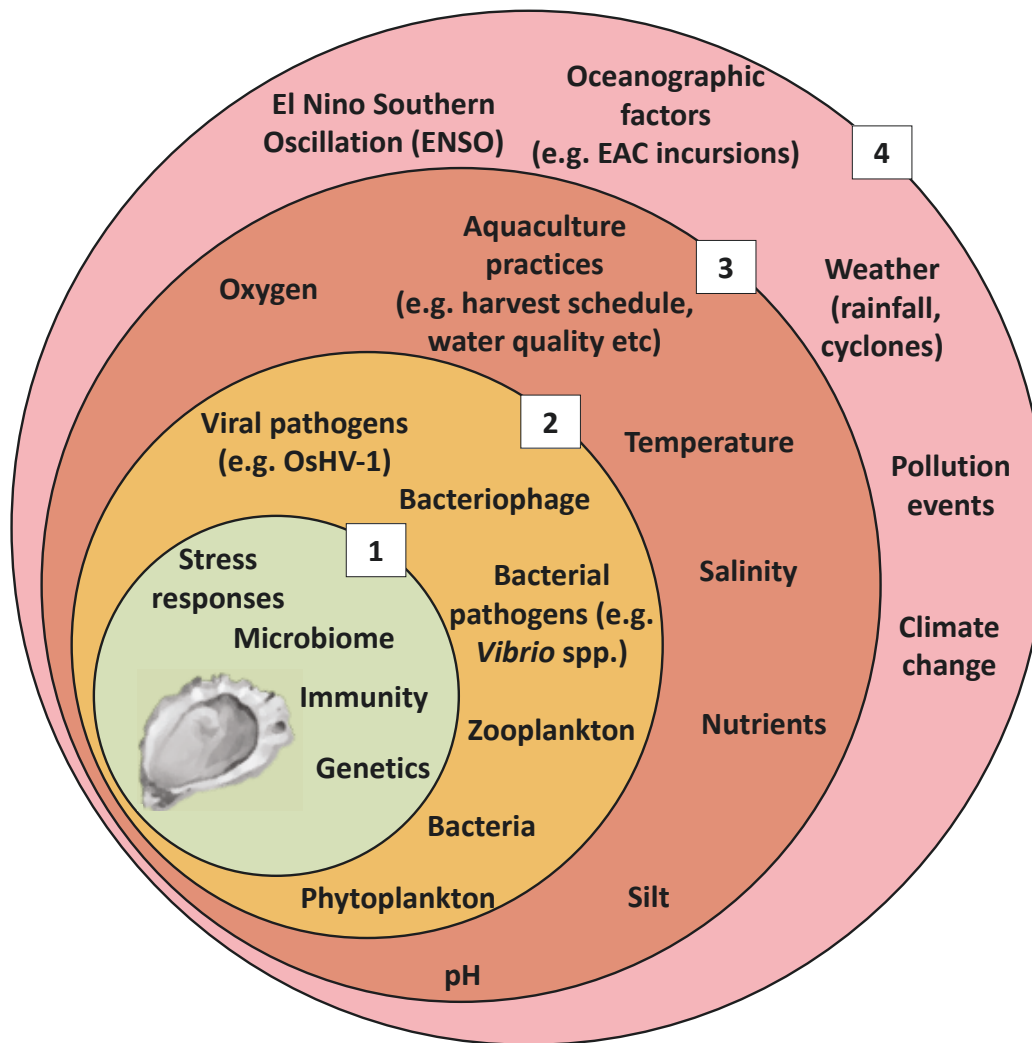 El Nino Southern
Oscillation (ENSO)
Oceanographic
factors
(e.g. EAC incursions)
4
Weather
(rainfall,
cyclones)
Pollution
events
Climate
change
3
Aquaculture
practices
(e.g. harvest schedule,
water quality etc)
Oxygen
Temperature
Salinity
Nutrients
Silt
pH
2
Viral pathogens
(e.g. OsHV-1)
Bacteriophage
Bacterial
pathogens (e.g.
Vibrio spp.)
Zooplankton
Bacteria
Phytoplankton
1
Stress
responses
Microbiome
Immunity
Genetics